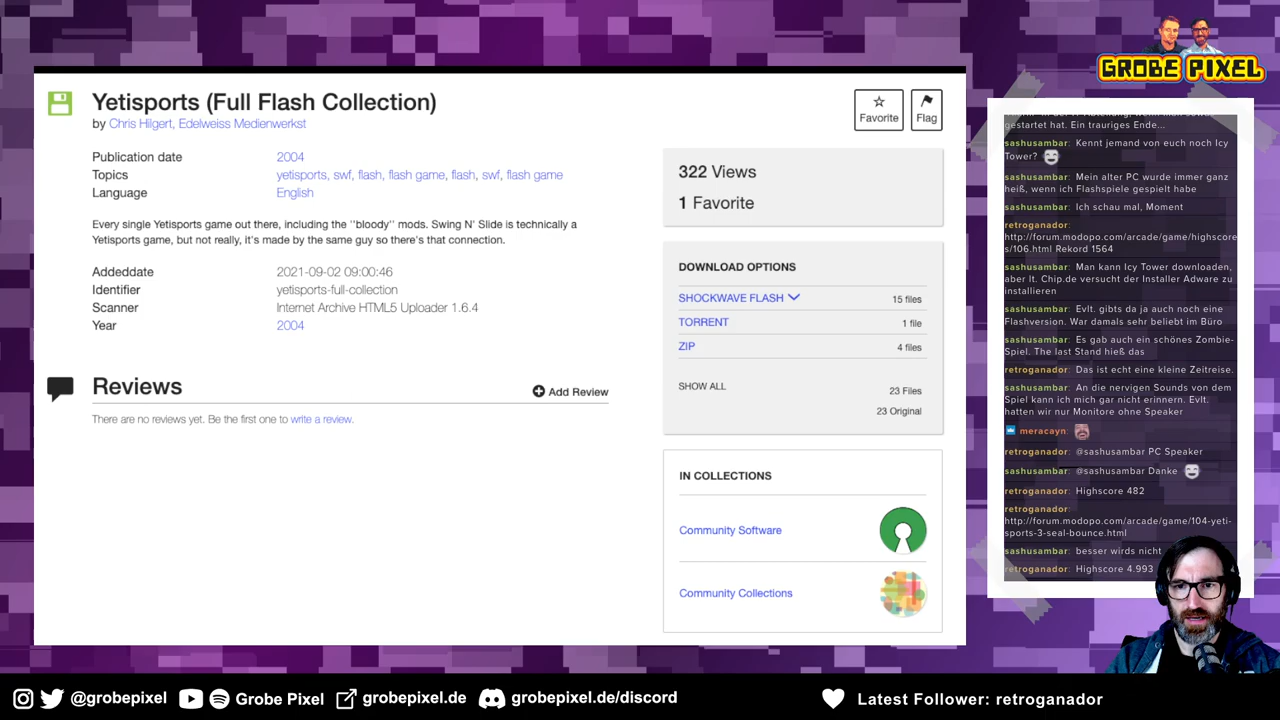 GROBE PIXEL
Yetisports (Full Flash Collection)
by Chris Hilgert, Edelweiss Medienwerkst
Favorite
Flag
Publication date 2004
Topics yetisports, swf, flash, flash game, flash, swf, flash game
Language English
Every single Yetisports game out there, including the ''bloody'' mods. Swing N' Slide is technically a
Yetisports game, but not really, it's made by the same guy so there's that connection.
Addeddate 2021-09-02 09:00:46
Identifier yetisports-full-collection
Scanner Internet Archive HTML5 Uploader 1.6.4
Year 2004
Reviews
Add Review
There are no reviews yet. Be the first one to write a review.
322 Views
1 Favorite
DOWNLOAD OPTIONS
SHOCKWAVE FLASH 15 files
TORRENT 1 file
ZIP 4 files
SHOW ALL 23 Files
23 Original
IN COLLECTIONS
Community Software
Community Collections
gestartet hat. Ein trauriges Ende...
sashusambar: Kennt jemand von euch noch Icy
Tower?
sashusambar: Mein alter PC wurde immer ganz
heiß, wenn ich Flashspiele gespielt habe
sashusambar: Ich schau mal, Moment
retroganador:
http://forum.modopo.com/arcade/game/highscore
s/106.html Rekord 1564
sashusambar: Man kann Icy Tower downloaden,
aber lt. Chip.de versucht der Installer Adware zu
installieren
sashusambar: Evlt. gibts da ja auch noch eine
Flashversion. War damals sehr beliebt im Büro
sashusambar: Es gab auch ein schönes Zombie-
Spiel. The last Stand hieß das
retroganador: Das ist echt eine kleine Zeitreise.
sashusambar: An die nervigen Sounds von dem
Spiel kann ich mich gar nicht erinnern. Evlt.
hatten wir nur Monitore ohne Speaker
meracayn:
retroganador: @sashusambar PC Speaker
sashusambar: @sashusambar Danke
retroganador: Highscore 482
retroganador:
http://forum.modopo.com/arcade/game/104-yeti-
sports-3-seal-bounce.html
sashusambar: besser wirds nicht
retroganador: Highscore 4.993
@grobepixel
Grobe Pixel
grobepixel.de
grobepixel.de/discord
Latest Follower: retroganador